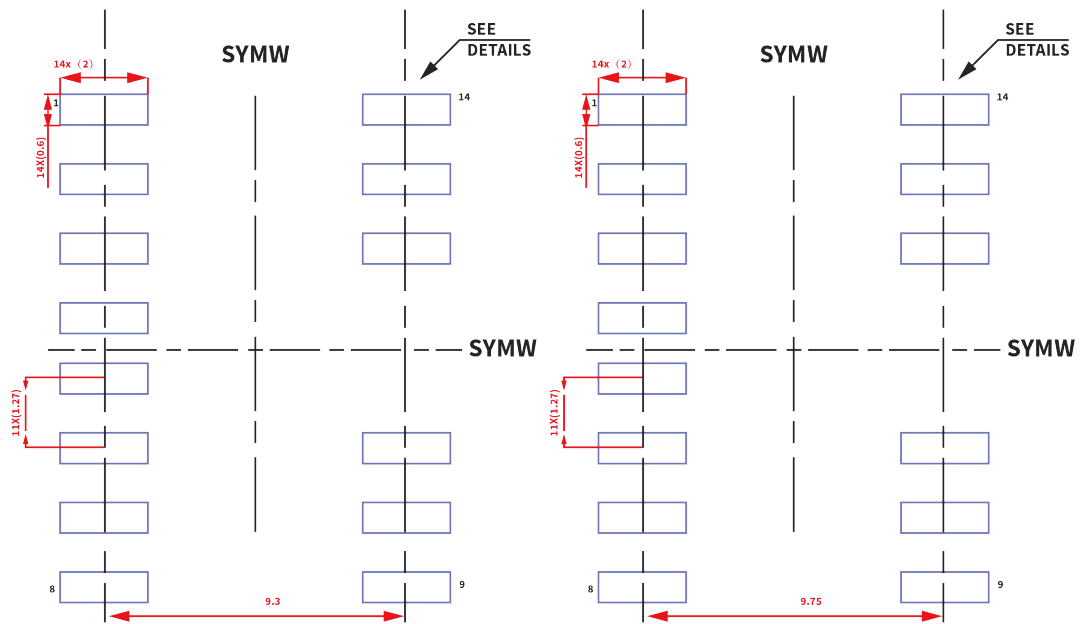 SYMW
SEE
DETAILS
14x（2）
1
14
14X(0.6)
SYMW
11X(1.27)
8
9
9.3
SYMW
SEE
DETAILS
14x（2）
1
14
14X(0.6)
SYMW
11X(1.27)
8
9
9.75